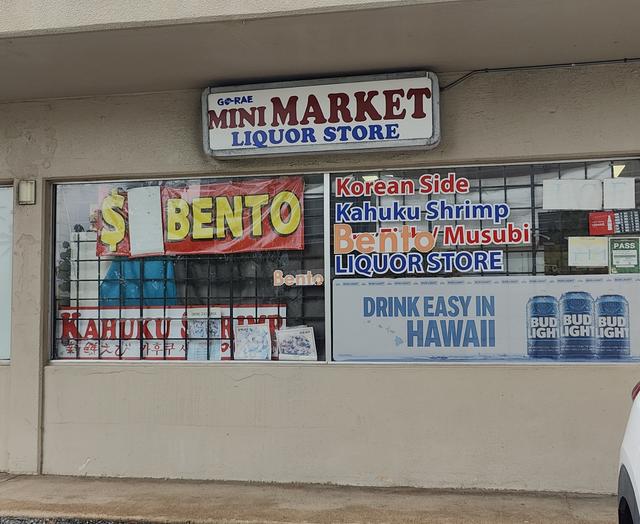 GO-RAE
MINI MARKET
LIQUOR STORE
$ BENTO
Korean Side
Kahuku Shrimp
/ Musubi
Bento
LIQUOR STORE
PASS
Bento
DRINK EASY IN
HAWAII
BUD LIGHT
BUD LIGHT
BUD LIGHT
KAHUKU SHRIMP